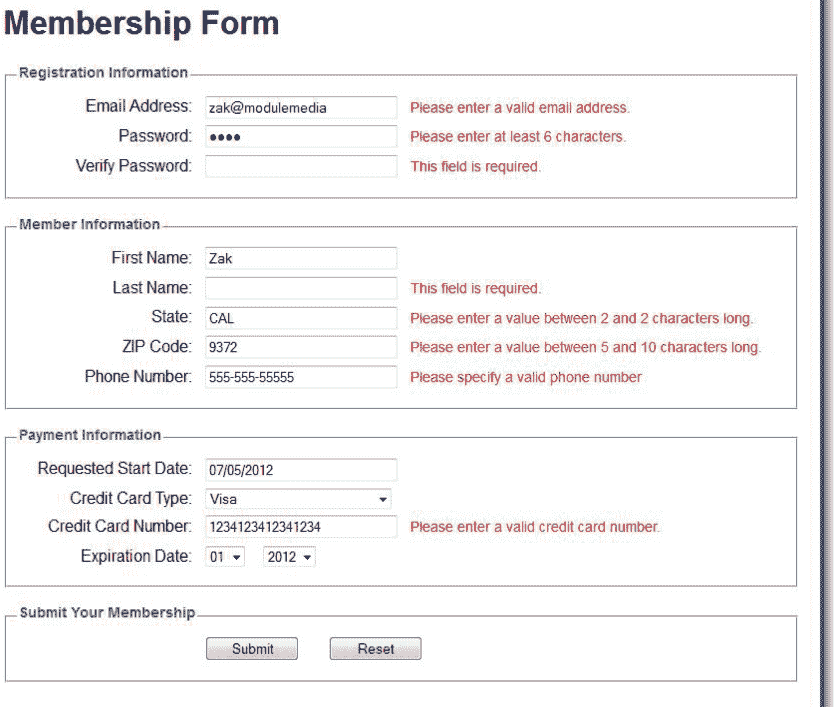 Membership Form
Registration Information
Email Address: zak@modulemedia Please enter a valid email address.
Password: •••• Please enter at least 6 characters.
Verify Password: This field is required.
Member Information
First Name: Zak
Last Name: This field is required.
State: CAL Please enter a value between 2 and 2 characters long.
ZIP Code: 9372 Please enter a value between 5 and 10 characters long.
Phone Number: 555-555-55555 Please specify a valid phone number
Payment Information
Requested Start Date: 07/05/2012
Credit Card Type: Visa
Credit Card Number: 1234123412341234 Please enter a valid credit card number.
Expiration Date: 01 2012
Submit Your Membership
Submit Reset